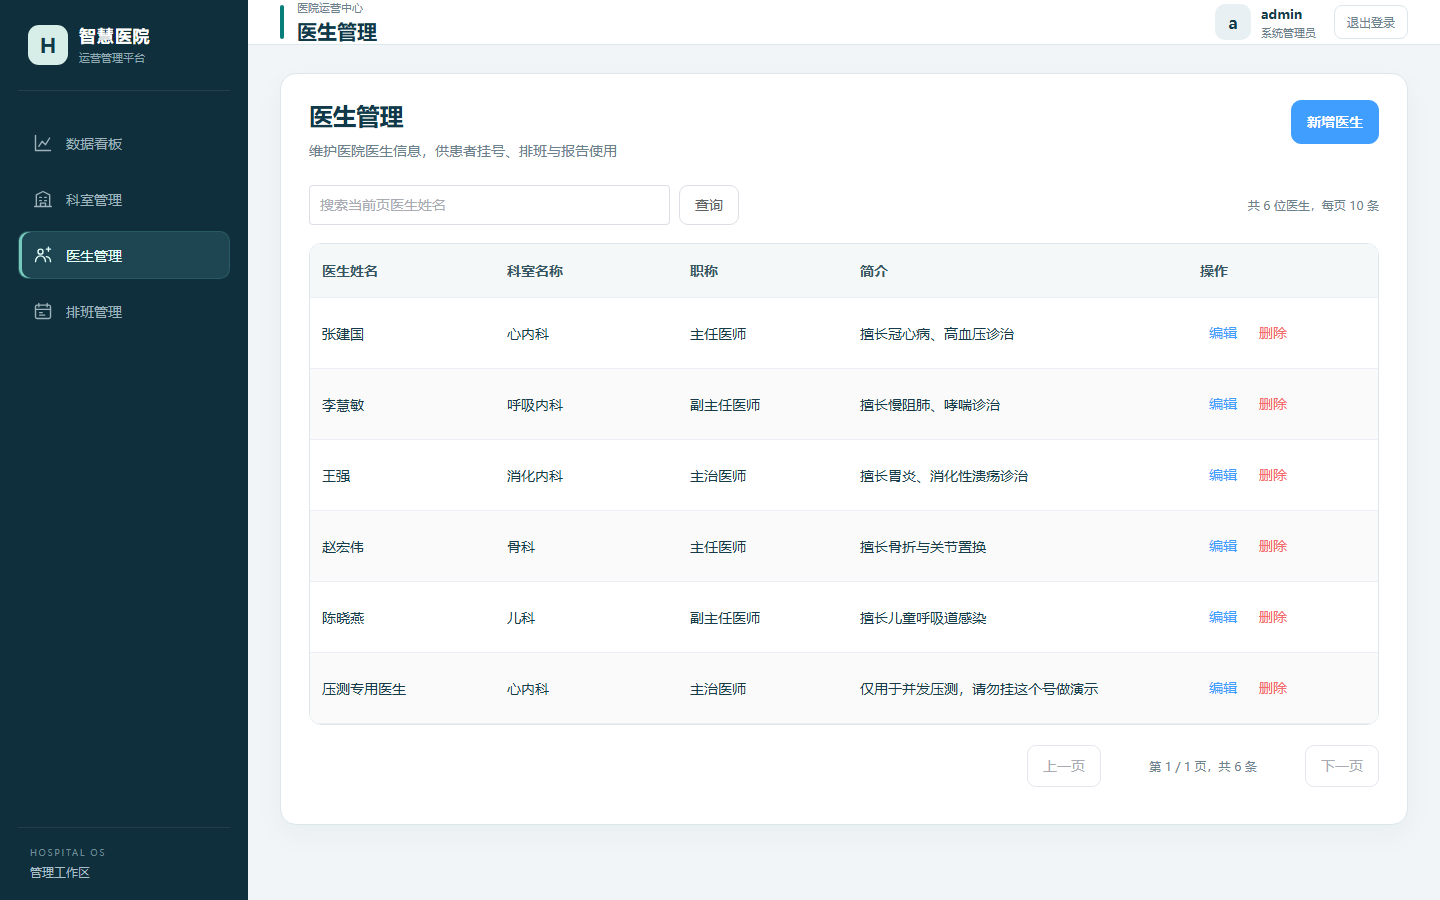 H
智慧医院
运营管理平台
数据看板
科室管理
医生管理
排班管理
HOSPITAL OS
管理工作区
医院运营中心
医生管理
a
admin
系统管理员
退出登录
医生管理
维护医院医生信息，供患者挂号、排班与报告使用
新增医生
搜索当前页医生姓名
查询
共 6 位医生，每页 10 条
医生姓名 科室名称 职称 简介 操作
张建国 心内科 主任医师 擅长冠心病、高血压诊治 编辑 删除
李慧敏 呼吸内科 副主任医师 擅长慢阻肺、哮喘诊治 编辑 删除
王强 消化内科 主治医师 擅长胃炎、消化性溃疡诊治 编辑 删除
赵宏伟 骨科 主任医师 擅长骨折与关节置换 编辑 删除
陈晓燕 儿科 副主任医师 擅长儿童呼吸道感染 编辑 删除
压测专用医生 心内科 主治医师 仅用于并发压测，请勿挂这个号做演示 编辑 删除
上一页 第 1 / 1 页，共 6 条 下一页